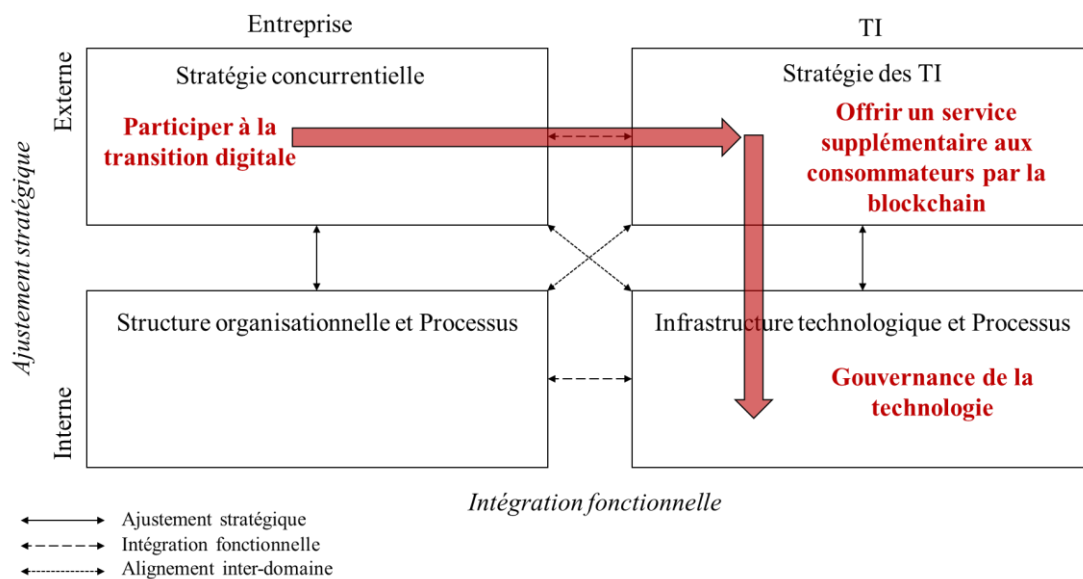 Entreprise
TI
Externe
Stratégie concurrentielle
Participer à la
transition digitale
Stratégie des TI
Offrir un service
supplémentaire aux
consommateurs par la
blockchain
Ajustement stratégique
Interne
Structure organisationnelle et Processus
Infrastructure technologique et Processus
Gouvernance de la
technologie
Intégration fonctionnelle
Ajustement stratégique
Intégration fonctionnelle
Alignement inter-domaine